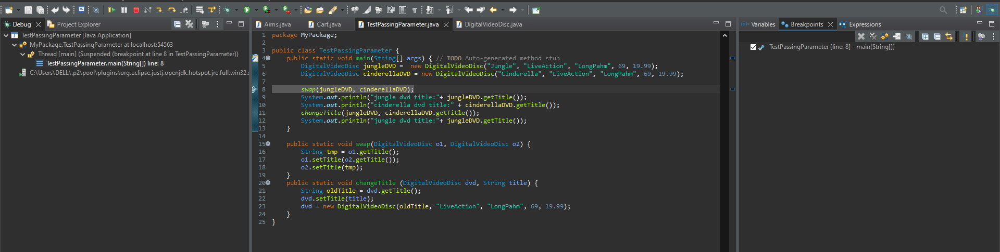 Debug
Project Explorer
TestPassingParameter [Java Application]
MyPackage.TestPassingParameter at localhost:54563
Thread [main] (Suspended (breakpoint at line 8 in TestPassingParameter))
TestPassingParameter.main(String[]) line: 8
C:\Users\DELL\.p2\pool\plugins\org.eclipse.justj.openjdk.hotspot.jre.full.win32.
Aims.java
Cart.java
TestPassingParameter.java
DigitalVideoDisc.java
1 package MyPackage;
2
3 public class TestPassingParameter {
4 public static void main(String[] args) { // TODO Auto-generated method stub
5 DigitalVideoDisc jungleDVD =  new DigitalVideoDisc("Jungle", "LiveAction", "LongPahm", 69, 19.99);
6 DigitalVideoDisc cinderellaDVD = new DigitalVideoDisc("Cinderella", "LiveAction", "LongPahm", 69, 19.99);
7
8 swap(jungleDVD, cinderellaDVD);
9 System.out.println("jungle dvd title:"+ jungleDVD.getTitle());
10 System.out.println("cinderella dvd title:" + cinderellaDVD.getTitle());
11 changeTitle(jungleDVD, cinderellaDVD.getTitle());
12 System.out.println("jungle dvd title:"+ jungleDVD.getTitle());
13 }
14
15 public static void swap(DigitalVideoDisc o1, DigitalVideoDisc o2) {
16 String tmp = o1.getTitle();
17 o1.setTitle(o2.getTitle());
18 o2.setTitle(tmp);
19 }
20 public static void changeTitle (DigitalVideoDisc dvd, String title) {
21 String oldTitle = dvd.getTitle();
22 dvd.setTitle(title);
23 dvd = new DigitalVideoDisc(oldTitle, "LiveAction", "LongPahm", 69, 19.99);
24 }
25 }
Variables
Breakpoints
Expressions
TestPassingParameter [line: 8] - main(String[])